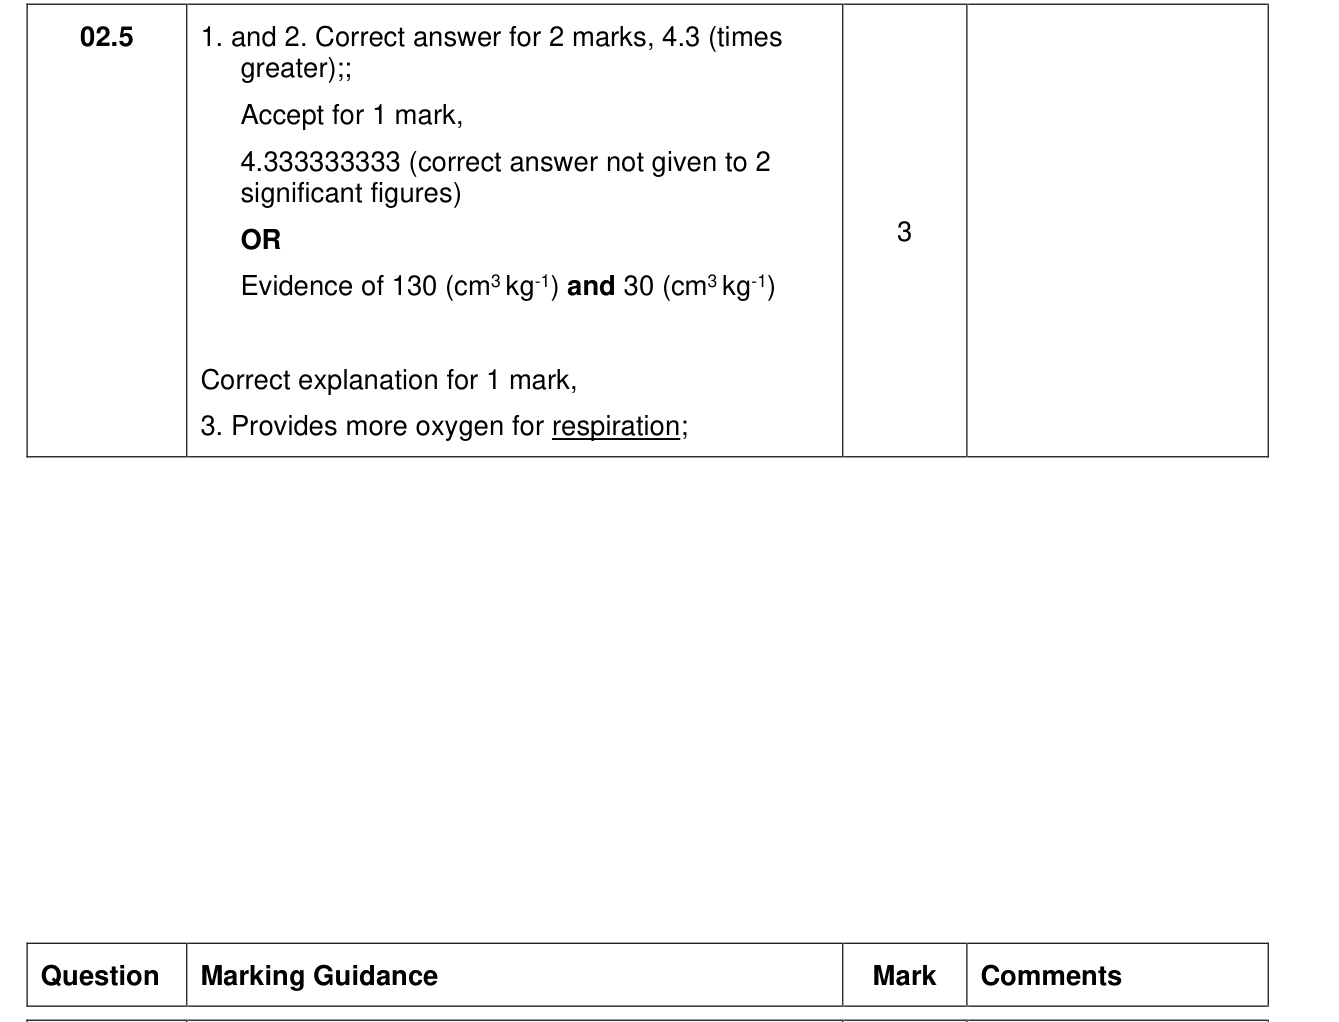 02.5
1. and 2. Correct answer for 2 marks, 4.3 (times
greater);;
Accept for 1 mark,
4.333333333 (correct answer not given to 2
significant figures)
OR
Evidence of 130 (cm³ kg⁻¹) and 30 (cm³ kg⁻¹)
Correct explanation for 1 mark,
3. Provides more oxygen for respiration;
3
Question Marking Guidance Mark Comments